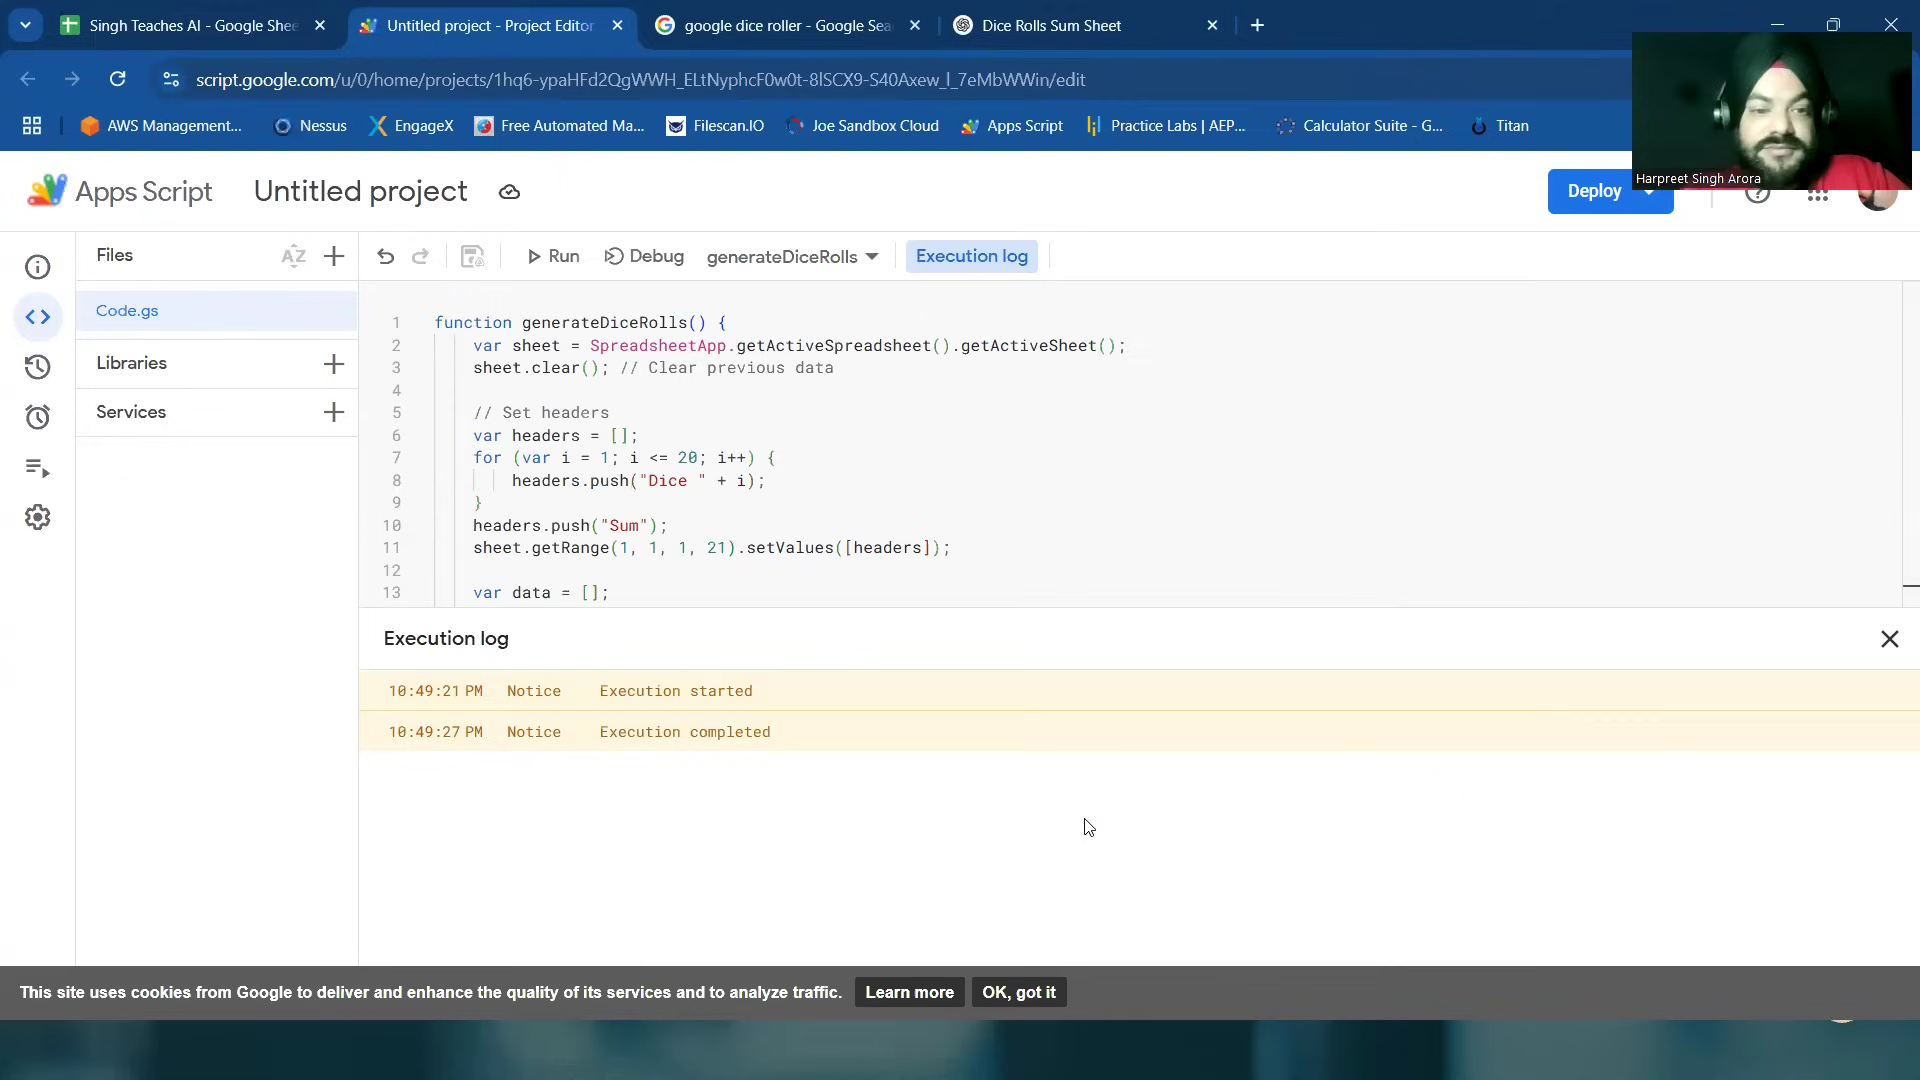 Singh Teaches AI - Google Shee
Untitled project - Project Editor
google dice roller - Google Sea
Dice Rolls Sum Sheet
script.google.com/u/0/home/projects/1hq6-ypaHFd2QgWWH_ELtNyphcF0w0t-8lSCX9-S40Axew_l_7eMbWWin/edit
AWS Management...
Nessus
EngageX
Free Automated Ma...
Filescan.IO
Joe Sandbox Cloud
Apps Script
Practice Labs | AEP...
Calculator Suite - G...
Titan
Harpreet Singh Arora
Apps Script
Untitled project
Deploy
Files
AZ
Run
Debug
generateDiceRolls
Execution log
Code.gs
Libraries
Services
1 function generateDiceRolls() {
2 var sheet = SpreadsheetApp.getActiveSpreadsheet().getActiveSheet();
3 sheet.clear(); // Clear previous data
4
5 // Set headers
6 var headers = [];
7 for (var i = 1; i <= 20; i++) {
8 headers.push("Dice " + i);
9 }
10 headers.push("Sum");
11 sheet.getRange(1, 1, 1, 21).setValues([headers]);
12
13 var data = [];
Execution log
10:49:21 PM Notice Execution started
10:49:27 PM Notice Execution completed
This site uses cookies from Google to deliver and enhance the quality of its services and to analyze traffic.
Learn more
OK, got it